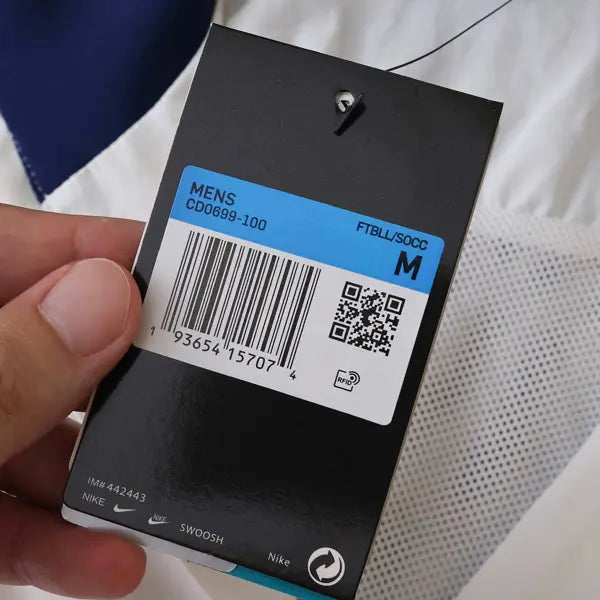 MENS
CD0699-100
FTBLL/SOCC
M
1 93654 15707 4
RFID
IM# 442443
NIKE NIKE SWOOSH
Nike